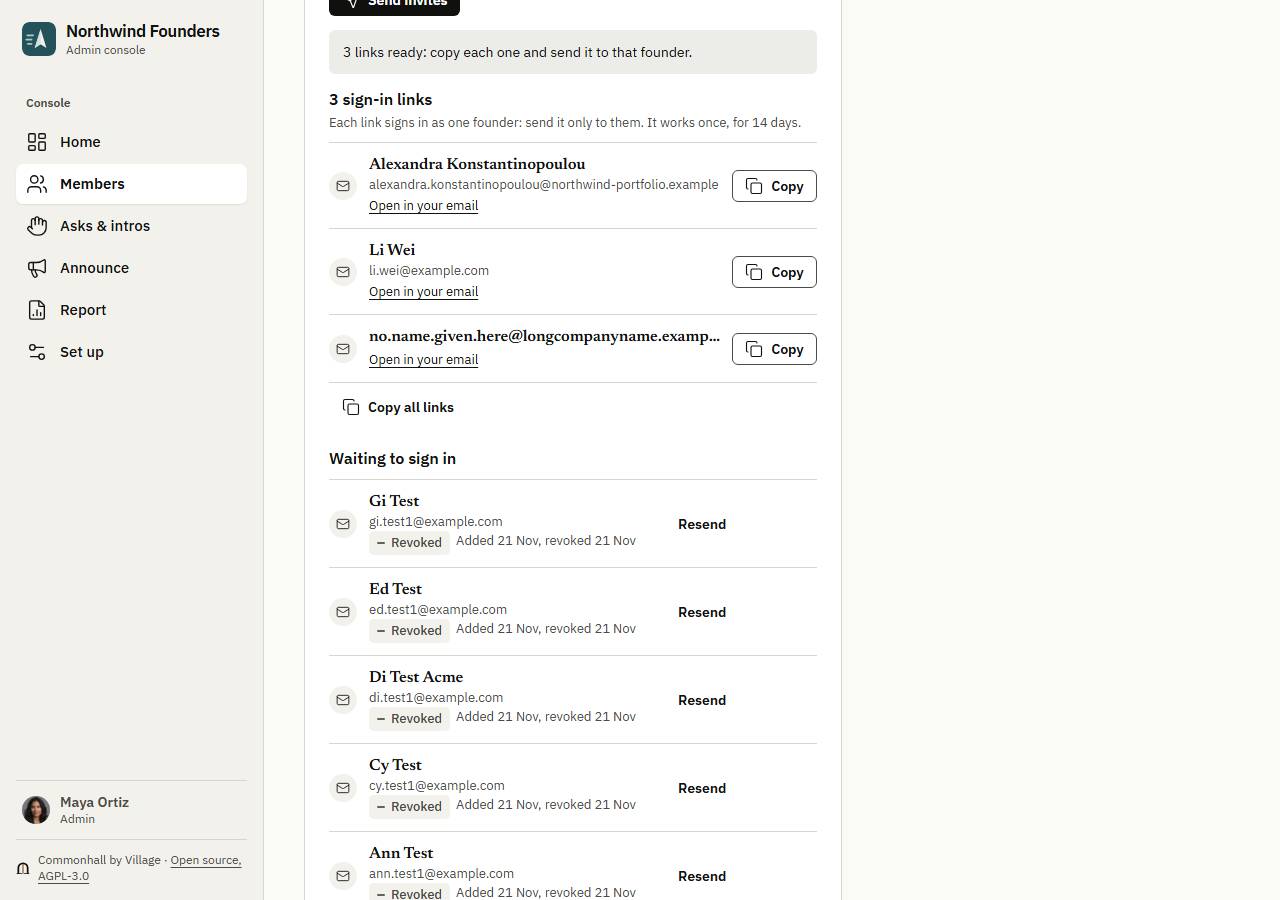 Northwind Founders
Admin console
Console
Home
Members
Asks & intros
Announce
Report
Set up
Maya Ortiz
Admin
Commonhall by Village · Open source,
AGPL-3.0
Send invites
3 links ready: copy each one and send it to that founder.
3 sign-in links
Each link signs in as one founder: send it only to them. It works once, for 14 days.
Alexandra Konstantinopoulou
alexandra.konstantinopoulou@northwind-portfolio.example
Open in your email
Copy
Li Wei
li.wei@example.com
Open in your email
Copy
no.name.given.here@longcompanyname.examp...
Open in your email
Copy
Copy all links
Waiting to sign in
Gi Test
gi.test1@example.com
Revoked Added 21 Nov, revoked 21 Nov
Resend
Ed Test
ed.test1@example.com
Revoked Added 21 Nov, revoked 21 Nov
Resend
Di Test Acme
di.test1@example.com
Revoked Added 21 Nov, revoked 21 Nov
Resend
Cy Test
cy.test1@example.com
Revoked Added 21 Nov, revoked 21 Nov
Resend
Ann Test
ann.test1@example.com
Revoked Added 21 Nov, revoked 21 Nov
Resend